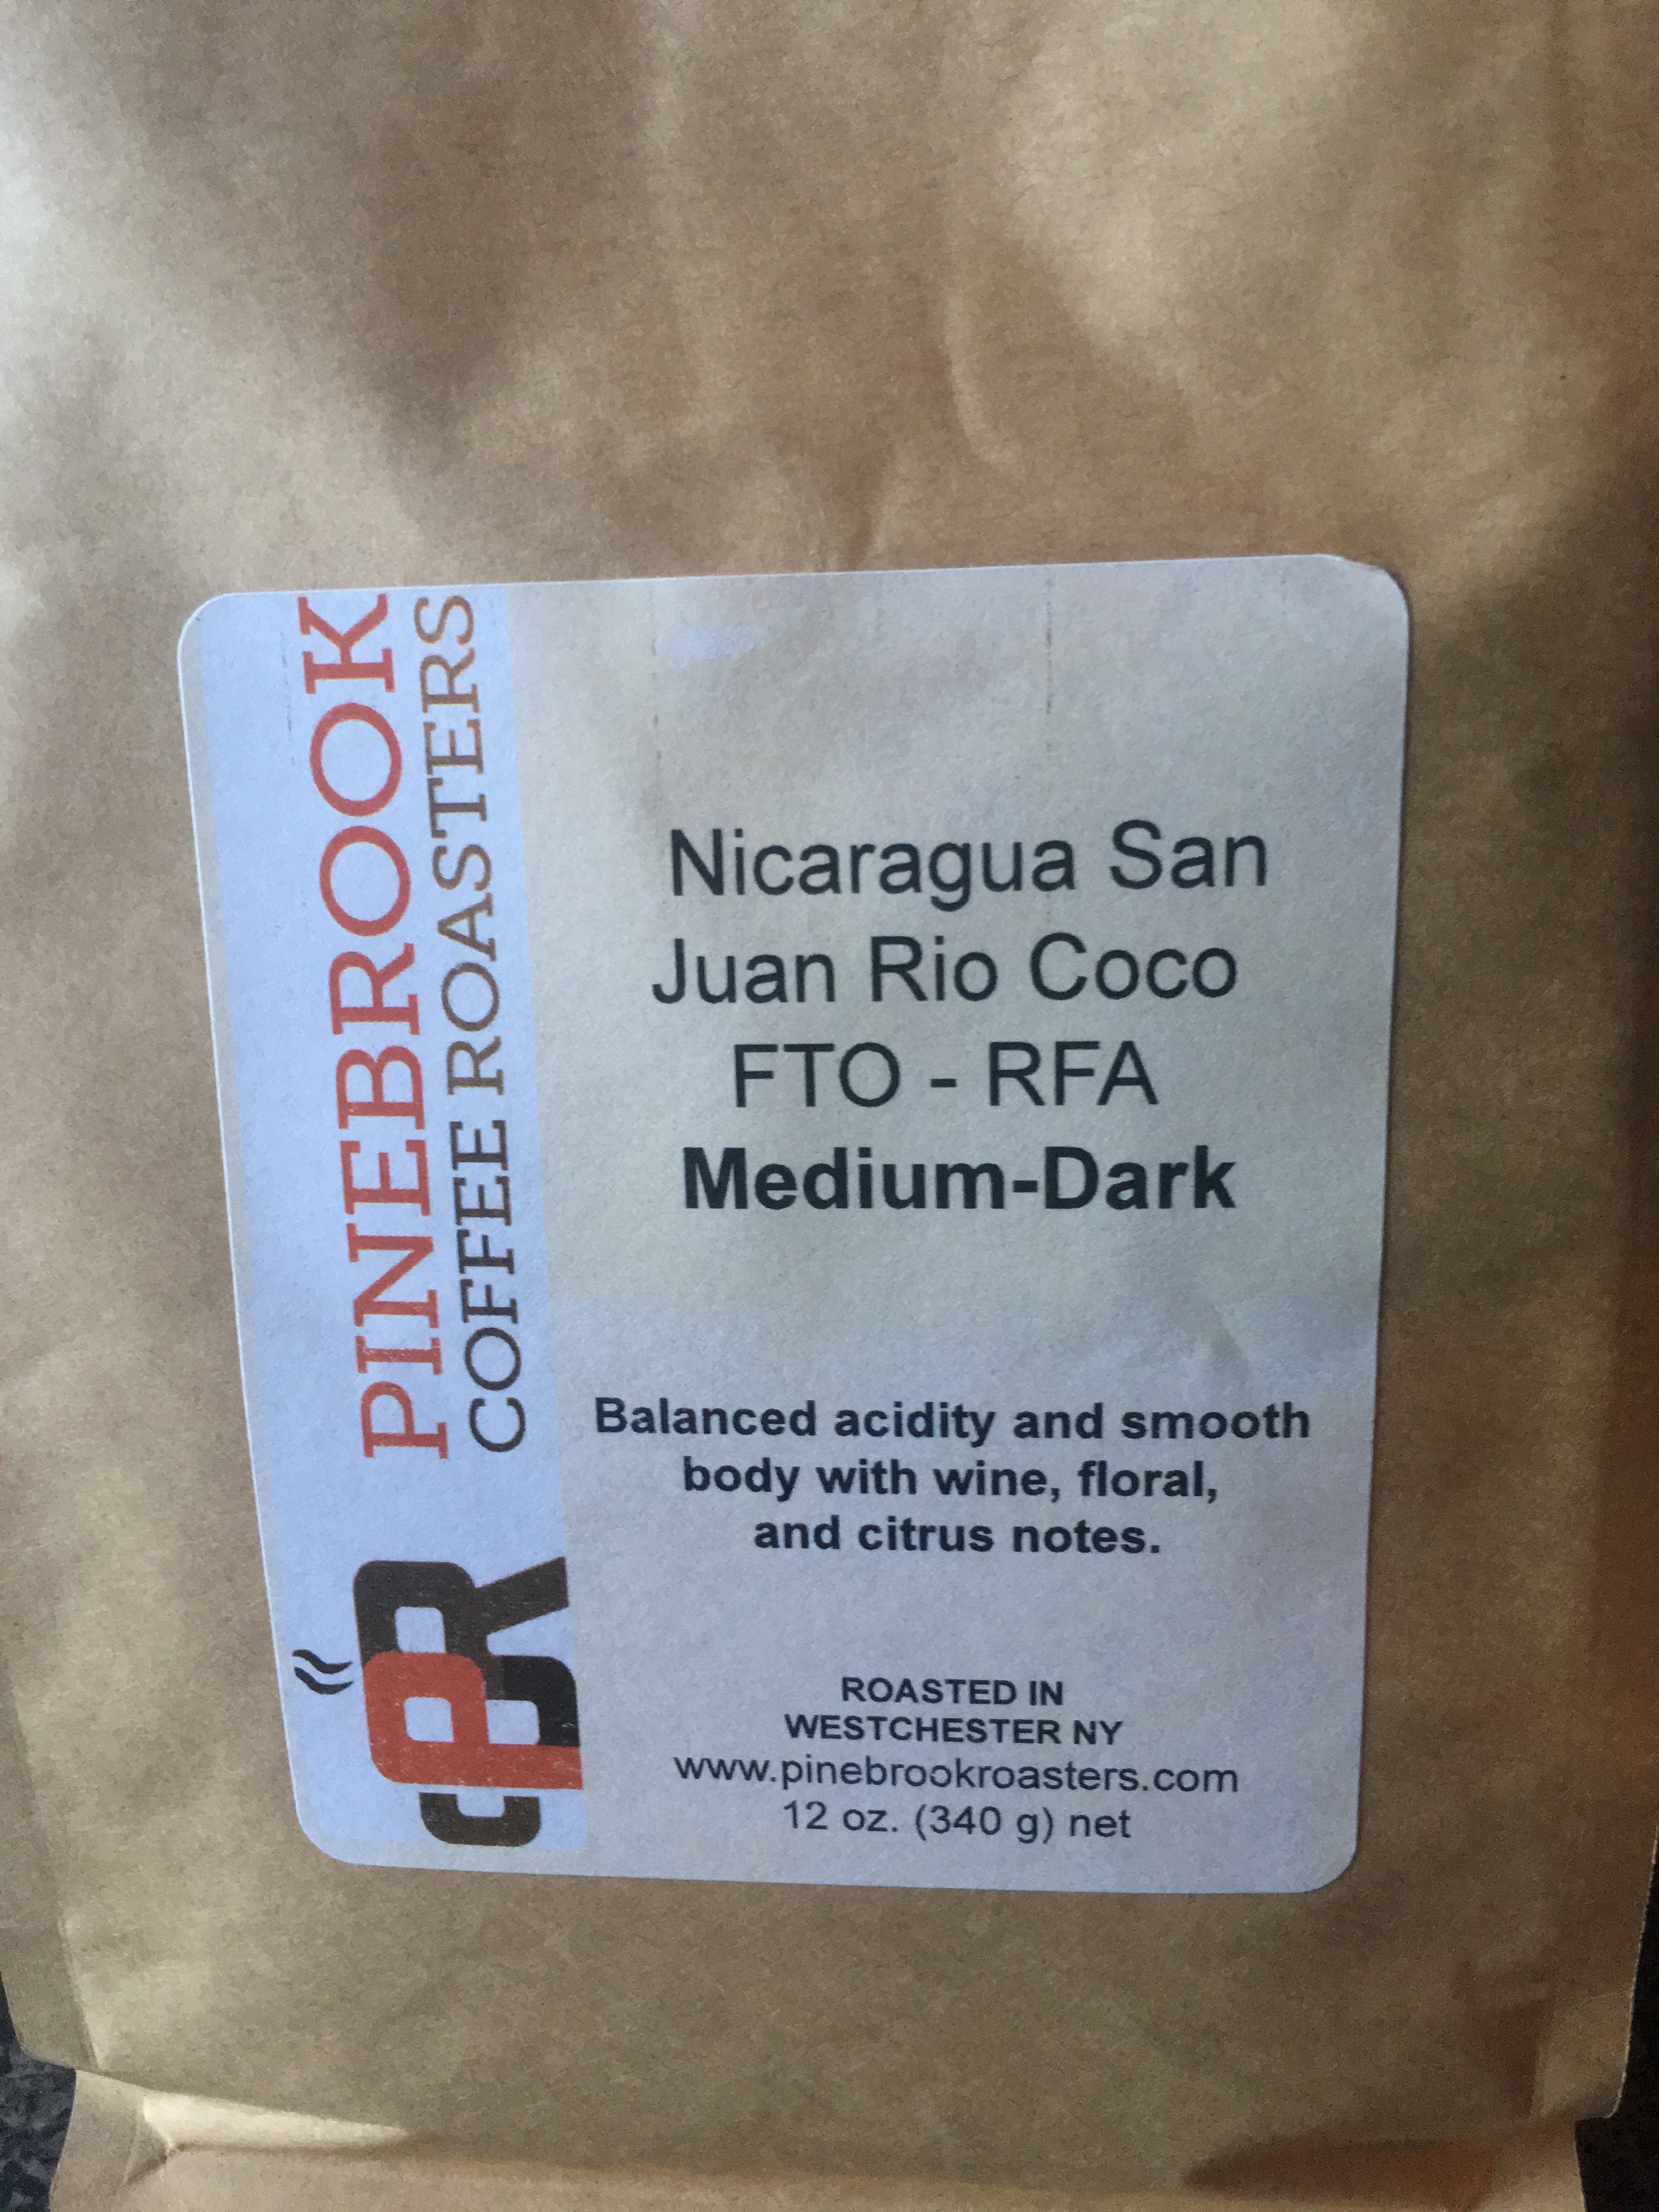 PINEBROOK
COFFEE ROASTERS
PR
Nicaragua San
Juan Rio Coco
FTO - RFA
Medium-Dark
Balanced acidity and smooth
body with wine, floral,
and citrus notes.
ROASTED IN
WESTCHESTER NY
www.pinebrookroasters.com
12 oz. (340 g) net